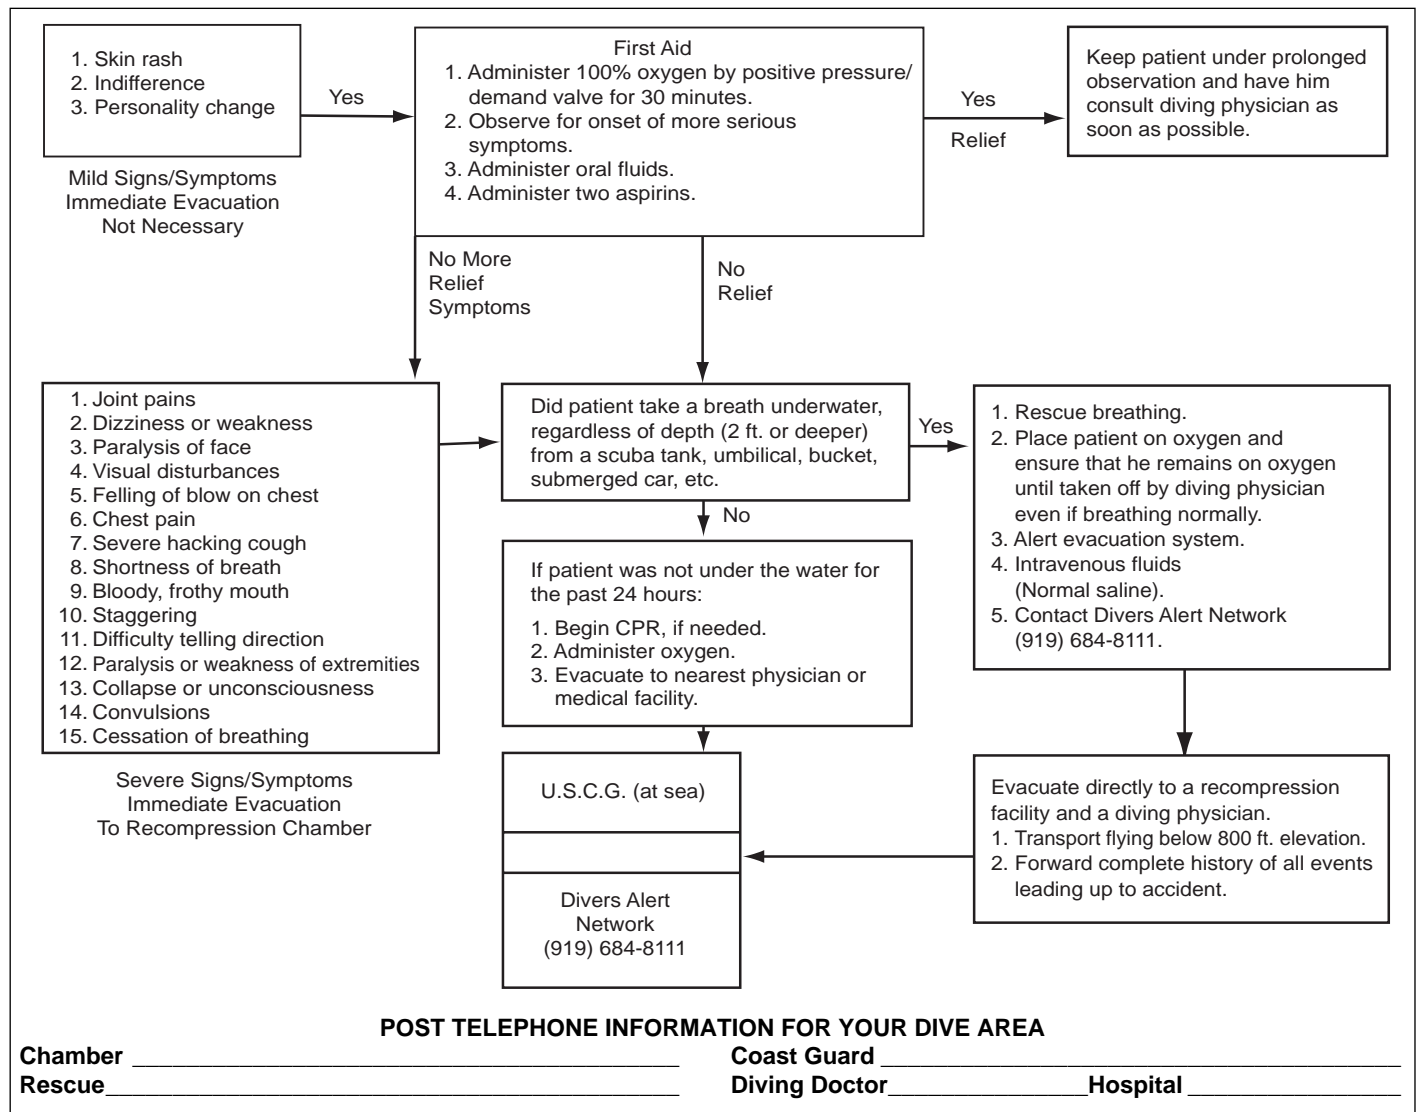 1. Skin rash
2. Indifference
3. Personality change
Mild Signs/Symptoms
Immediate Evacuation
Not Necessary
Yes
First Aid
1. Administer 100% oxygen by positive pressure/
demand valve for 30 minutes.
2. Observe for onset of more serious
symptoms.
3. Administer oral fluids.
4. Administer two aspirins.
Yes
Relief
Keep patient under prolonged
observation and have him
consult diving physician as
soon as possible.
No More
Relief
Symptoms
No
Relief
1. Joint pains
2. Dizziness or weakness
3. Paralysis of face
4. Visual disturbances
5. Felling of blow on chest
6. Chest pain
7. Severe hacking cough
8. Shortness of breath
9. Bloody, frothy mouth
10. Staggering
11. Difficulty telling direction
12. Paralysis or weakness of extremities
13. Collapse or unconsciousness
14. Convulsions
15. Cessation of breathing
Severe Signs/Symptoms
Immediate Evacuation
To Recompression Chamber
Did patient take a breath underwater,
regardless of depth (2 ft. or deeper)
from a scuba tank, umbilical, bucket,
submerged car, etc.
Yes
No
1. Rescue breathing.
2. Place patient on oxygen and
ensure that he remains on oxygen
until taken off by diving physician
even if breathing normally.
3. Alert evacuation system.
4. Intravenous fluids
(Normal saline).
5. Contact Divers Alert Network
(919) 684-8111.
If patient was not under the water for
the past 24 hours:
1. Begin CPR, if needed.
2. Administer oxygen.
3. Evacuate to nearest physician or
medical facility.
U.S.C.G. (at sea)
Divers Alert
Network
(919) 684-8111
Evacuate directly to a recompression
facility and a diving physician.
1. Transport flying below 800 ft. elevation.
2. Forward complete history of all events
leading up to accident.
POST TELEPHONE INFORMATION FOR YOUR DIVE AREA
Chamber ____ Coast Guard ____
Rescue____ Diving Doctor____Hospital ____